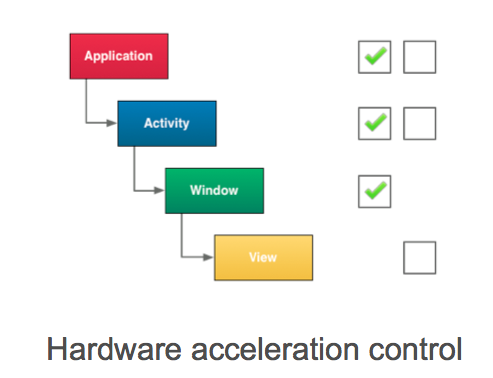 Application
Activity
Window
View
Hardware acceleration control